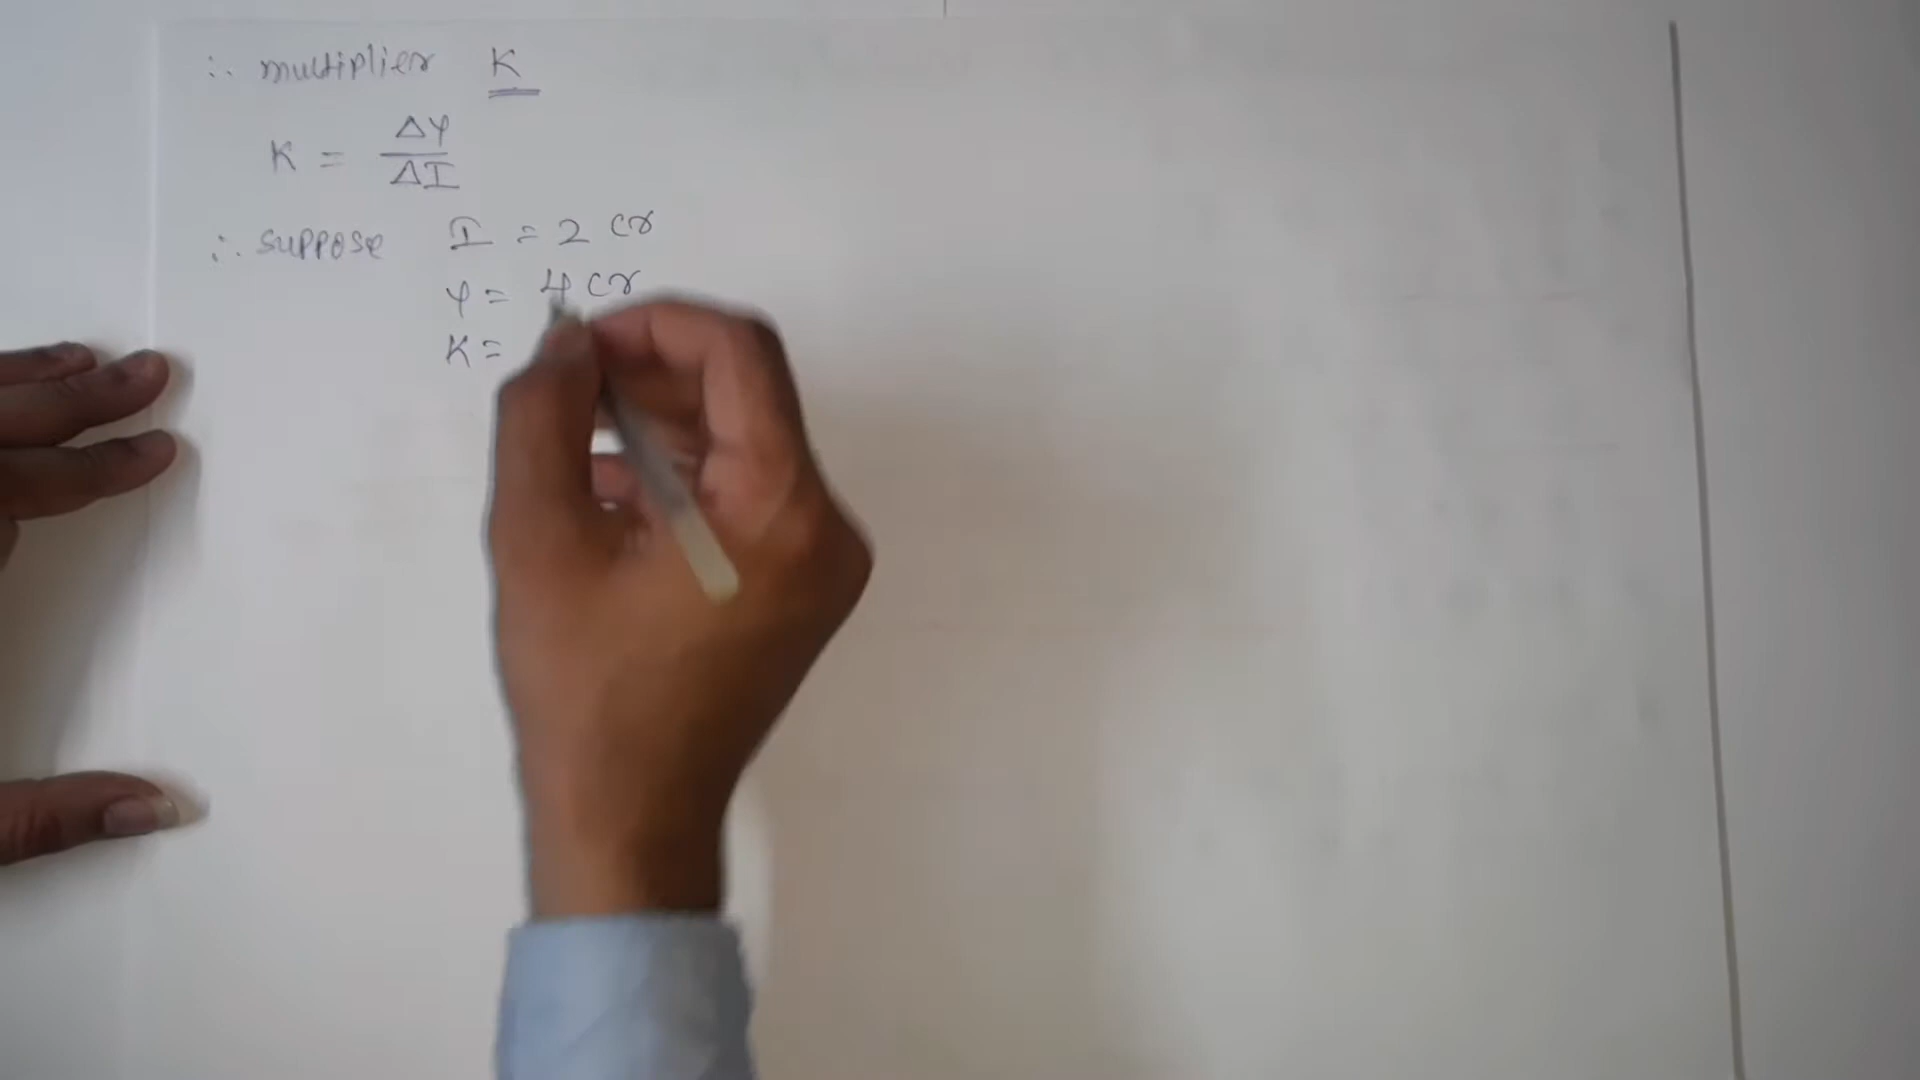 ∴ multiplier K
K = ΔY/ΔI
∴ suppose I = 2 cr
Y = 4 cr
K =